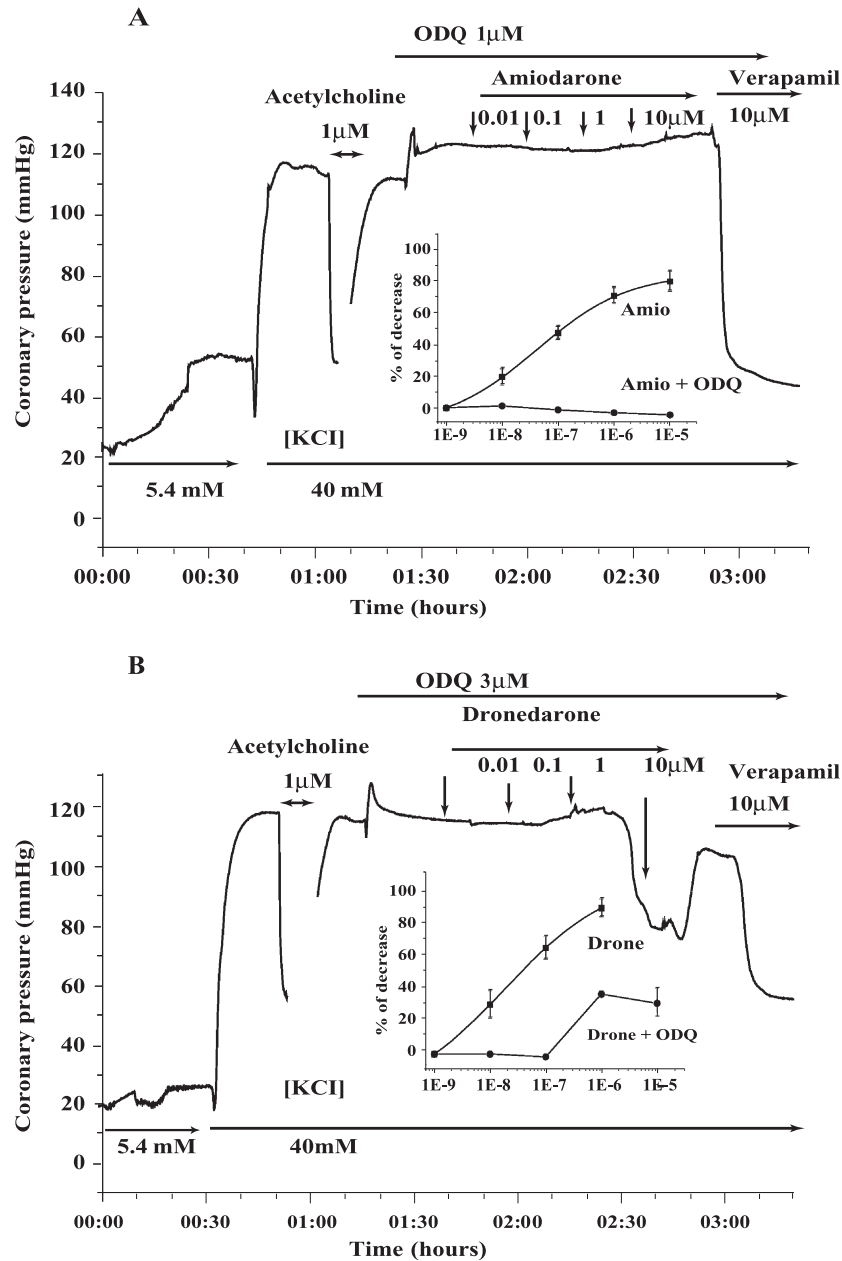 A
ODQ 1μM
Amiodarone
Verapamil
Acetylcholine
0.01 0.1 1 10μM
10μM
1μM
140
120
100
80
60
40
20
0
Coronary pressure (mmHg)
100
80
60
40
20
0
% of decrease
Amio
Amio + ODQ
1E-9 1E-8 1E-7 1E-6 1E-5
[KCl]
5.4 mM
40 mM
00:00 00:30 01:00 01:30 02:00 02:30 03:00
Time (hours)
B
ODQ 3μM
Dronedarone
Acetylcholine
0.01 0.1 1 10μM
Verapamil
1μM
10μM
120
100
80
60
40
20
0
Coronary pressure (mmHg)
100
80
60
40
20
0
% of decrease
Drone
Drone + ODQ
1E-9 1E-8 1E-7 1E-6 1E-5
[KCl]
5.4 mM
40mM
00:00 00:30 01:00 01:30 02:00 02:30 03:00
Time (hours)